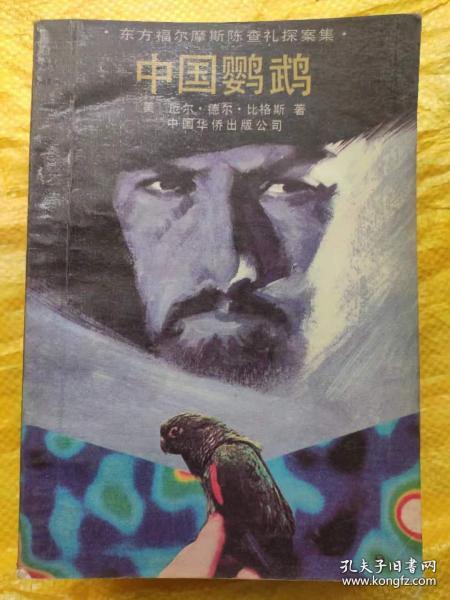 ·东方福尔摩斯陈查礼探案集·
中国鹦鹉
美 厄尔·德尔·比格斯 著
中国华侨出版公司
孔夫子旧书网
www.kongfz.com